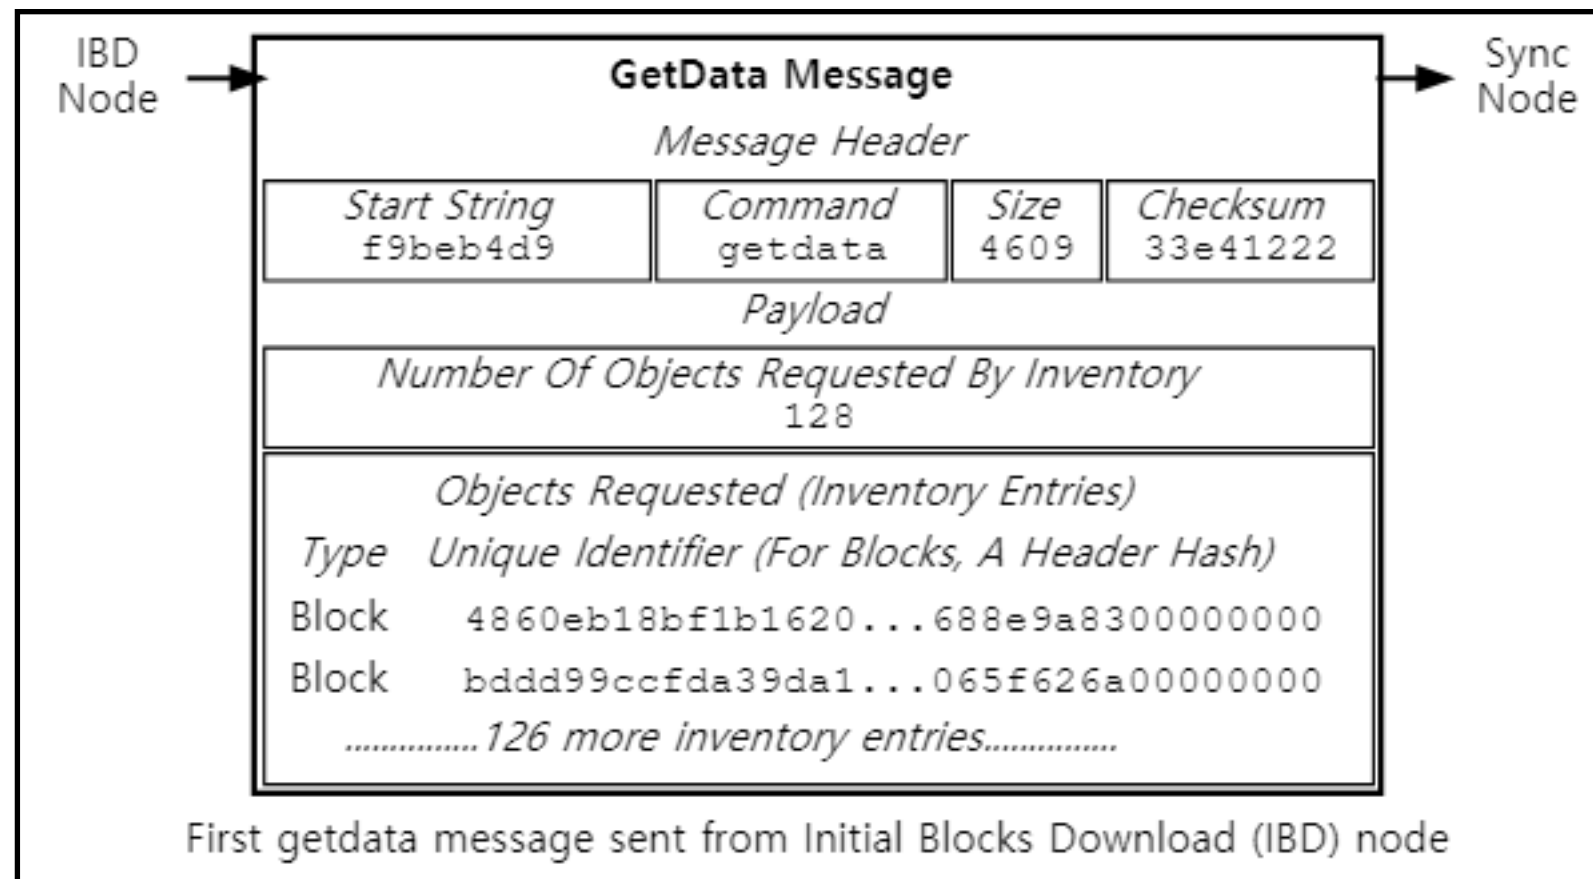 IBD
Node
Sync
Node
GetData Message
Message Header
Start String Command Size Checksum
f9beb4d9 getdata 4609 33e41222
Payload
Number Of Objects Requested By Inventory
128
Objects Requested (Inventory Entries)
Type Unique Identifier (For Blocks, A Header Hash)
Block 4860eb18bf1b1620...688e9a8300000000
Block bddd99ccfda39da1...065f626a00000000
...............126 more inventory entries...............
First getdata message sent from Initial Blocks Download (IBD) node